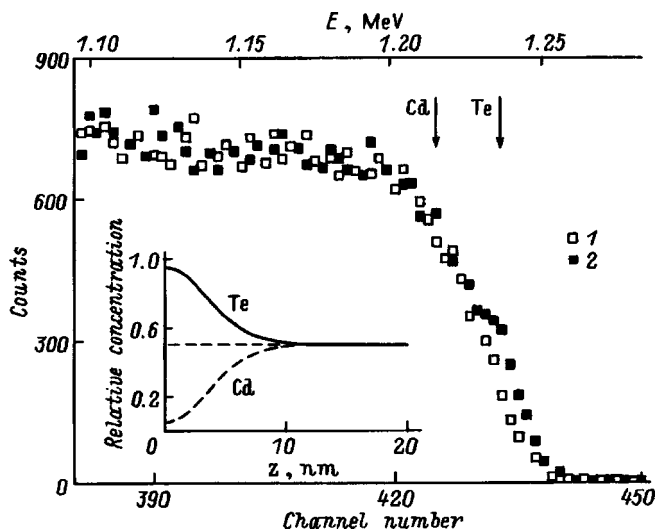 E, MeV
1.10 1.15 1.20 1.25
900
600
300
0
Counts
Cd Te
1
2
Relative concentration
1.0
0.6
0.2
0 10 20
Te
Cd
z, nm
390 420 450
Channel number